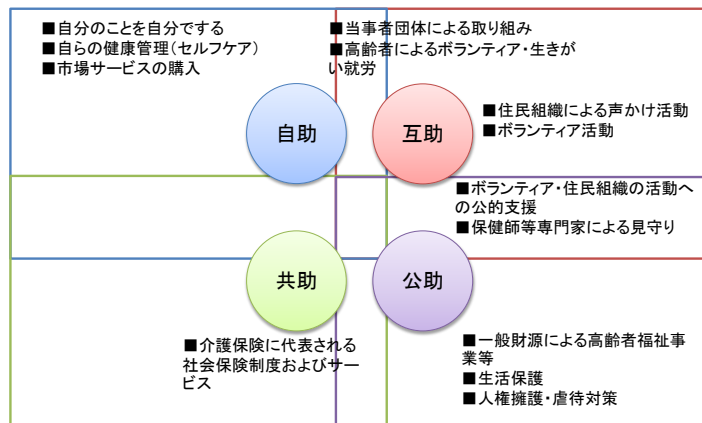 ■自分のことを自分でする
■自らの健康管理(セルフケア)
■市場サービスの購入
■当事者団体による取り組み
■高齢者によるボランティア・生きが
い就労
自助
互助
■住民組織による声かけ活動
■ボランティア活動
■ボランティア・住民組織の活動へ
の公的支援
■保健師等専門家による見守り
共助
公助
■介護保険に代表される
社会保険制度およびサー
ビス
■一般財源による高齢者福祉事
業等
■生活保護
■人権擁護・虐待対策